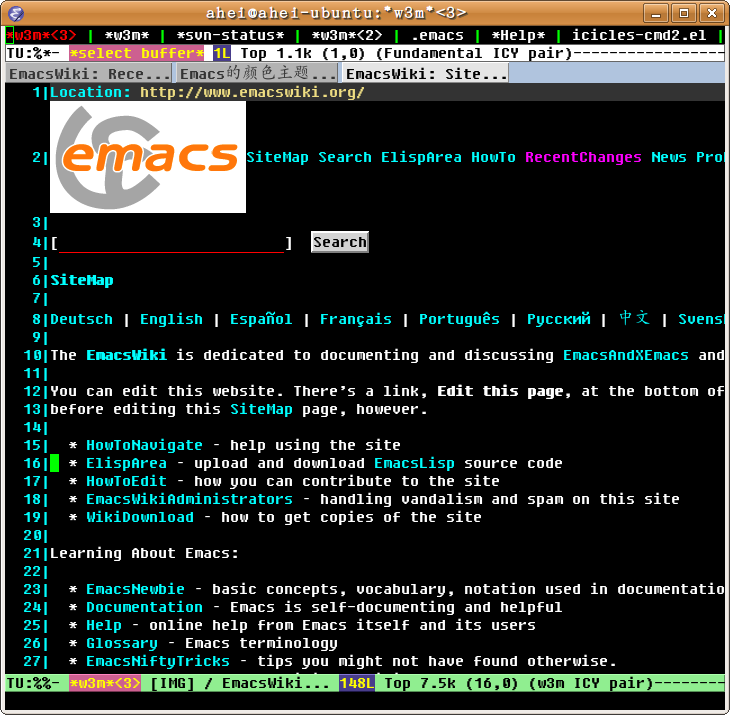 ahei@ahei-ubuntu:*w3m*<3>
*w3m*<3> | *w3m* | *svn-status* | *w3m*<2> | .emacs | *Help* | icicles-cmd2.el |
TU:%*- *select buffer* 1L Top 1.1k (1,0) (Fundamental ICY pair)----------------
EmacsWiki: Rece... Emacs的颜色主题... EmacsWiki: Site...
1|Location: http://www.emacswiki.org/
emacs
2| SiteMap Search ElispArea HowTo RecentChanges News Pro
3|
4|[ ] Search
5|
6|SiteMap
7|
8|Deutsch | English | Español | Français | Português | Русский | 中文 | Svens
9|
10|The EmacsWiki is dedicated to documenting and discussing EmacsAndXEmacs and
11|
12|You can edit this website. There's a link, Edit this page, at the bottom of
13|before editing this SiteMap page, however.
14|
15| * HowToNavigate - help using the site
16| * ElispArea - upload and download EmacsLisp source code
17| * HowToEdit - how you can contribute to the site
18| * EmacsWikiAdministrators - handling vandalism and spam on this site
19| * WikiDownload - how to get copies of the site
20|
21|Learning About Emacs:
22|
23| * EmacsNewbie - basic concepts, vocabulary, notation used in documentatio
24| * Documentation - Emacs is self-documenting and helpful
25| * Help - online help from Emacs itself and its users
26| * Glossary - Emacs terminology
27| * EmacsNiftyTricks - tips you might not have found otherwise.
TU:%%- *w3m*<3> [IMG] / EmacsWiki... 148L Top 7.5k (16,0) (w3m ICY pair)--------